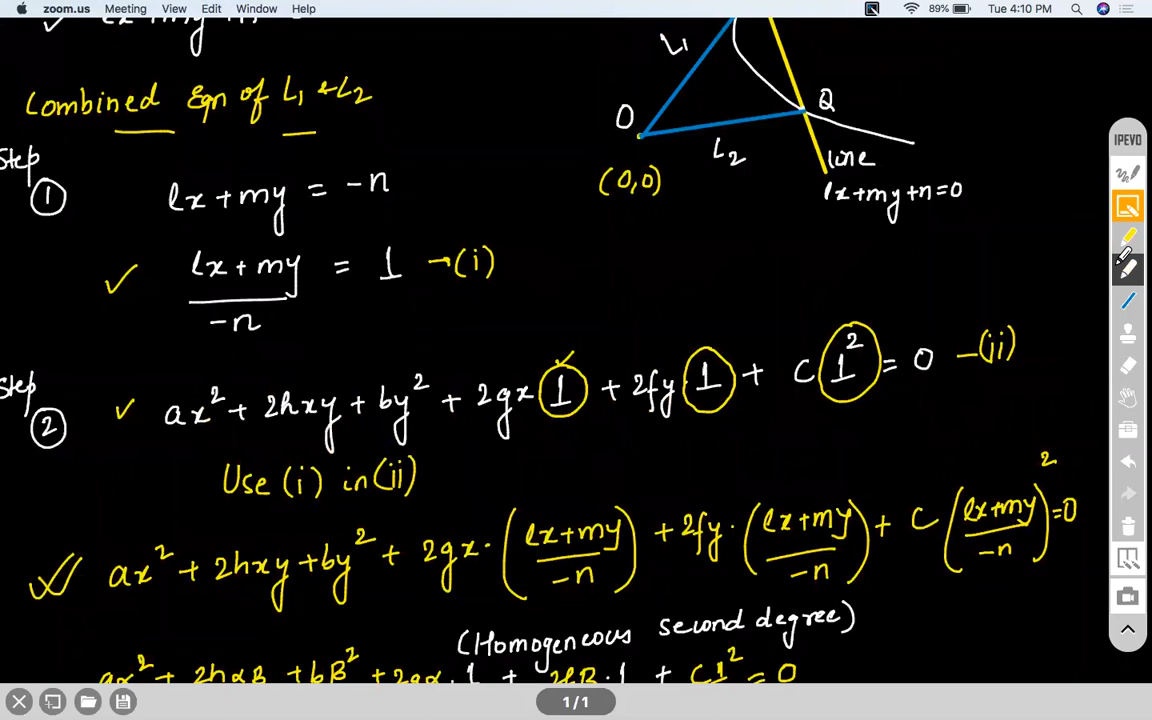 zoom.us Meeting View Edit Window Help 89% Tue 4:10 PM
Combined Eqn of L₁ & L₂
L₁
O
Q
(0,0)
L₂
line
lx+my+n=0
Step
① lx+my = -n
✓ (lx+my)/-n = 1 → (i)
IPEVO
Step
② ✓ ax²+ 2hxy + by² + 2gx 1 + 2fy 1 + c 1² = 0 —(ii)
Use (i) in (ii)
ax² + 2hxy + by² + 2gx · (lx+my/-n) + 2fy · (lx+my/-n) + C (lx+my/-n)² = 0
(Homogeneous second degree)
1/1